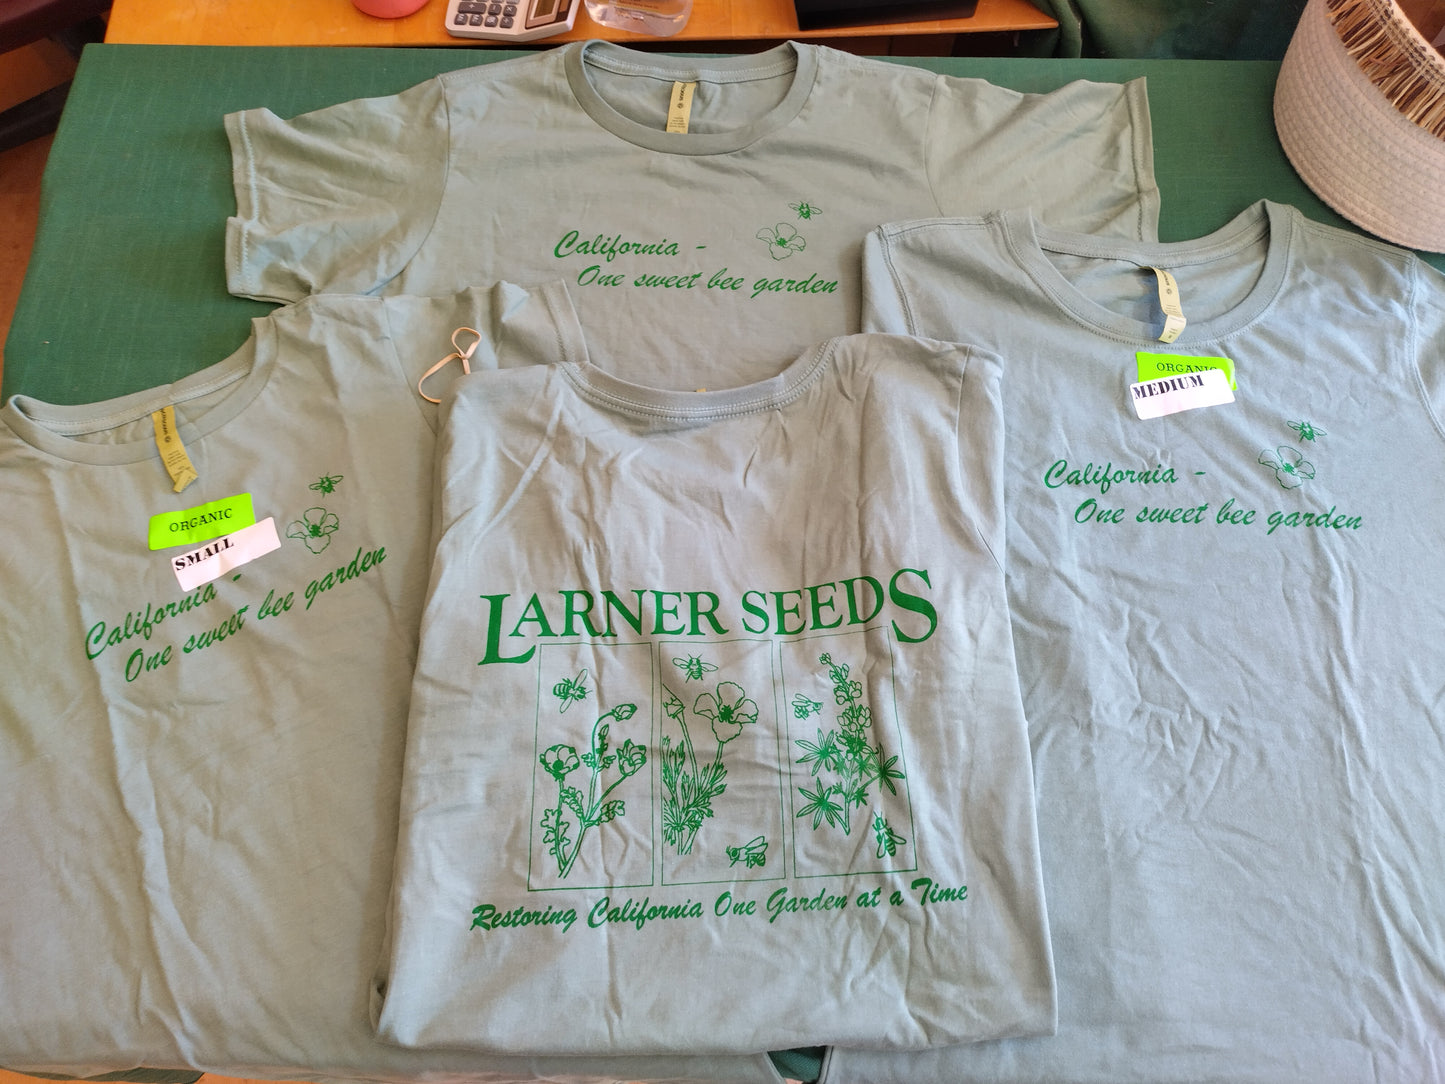 California -
One sweet bee garden
ORGANIC
MEDIUM
California -
One sweet bee garden
ORGANIC
SMALL
California -
One sweet bee garden
LARNER SEEDS
Restoring California One Garden at a Time